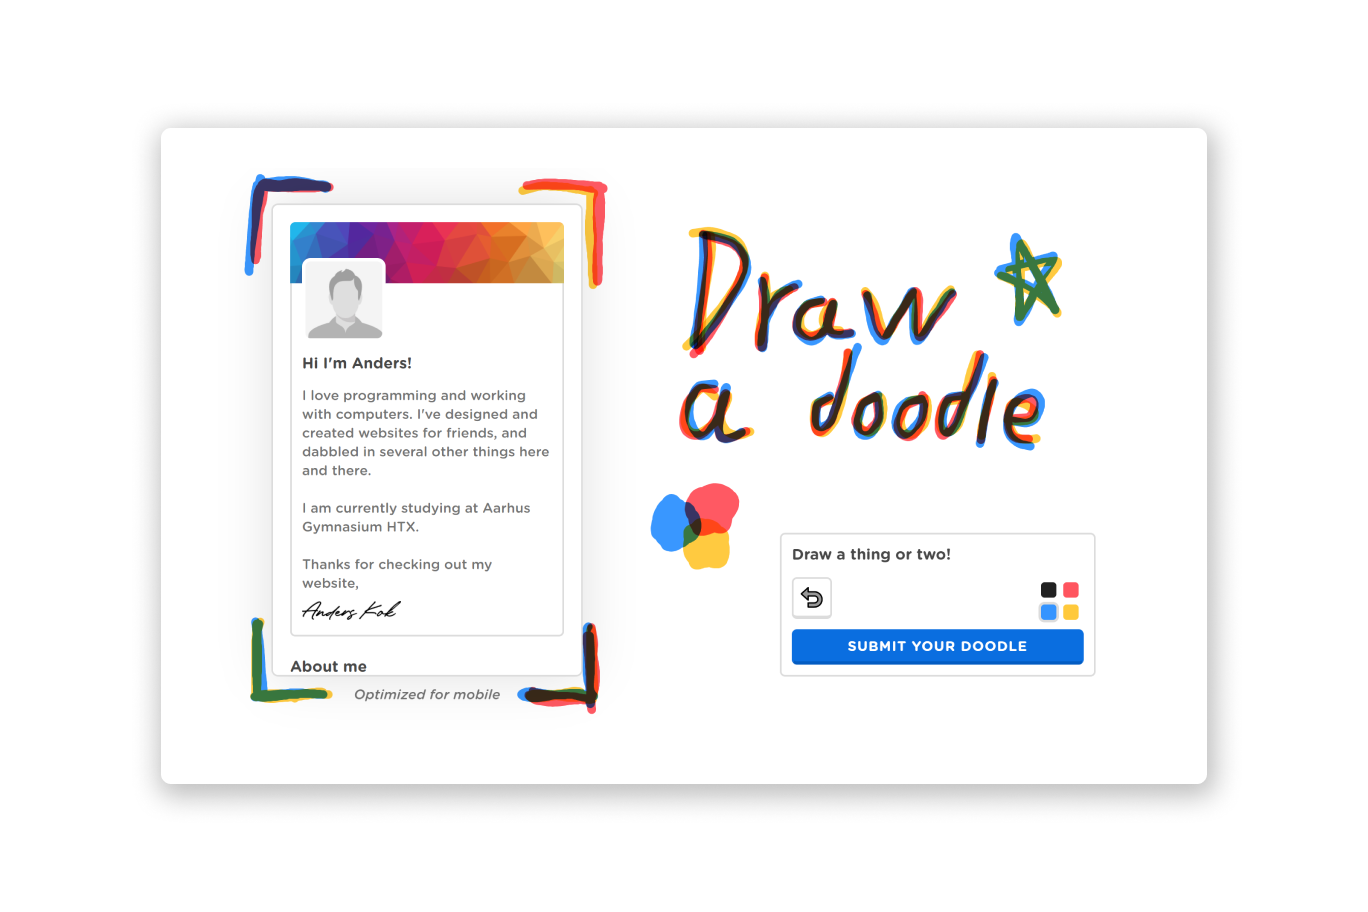 Hi I'm Anders!
I love programming and working
with computers. I've designed and
created websites for friends, and
dabbled in several other things here
and there.
I am currently studying at Aarhus
Gymnasium HTX.
Thanks for checking out my
website,
Anders Kok
About me
Optimized for mobile
Draw
a doodle
Draw a thing or two!
SUBMIT YOUR DOODLE